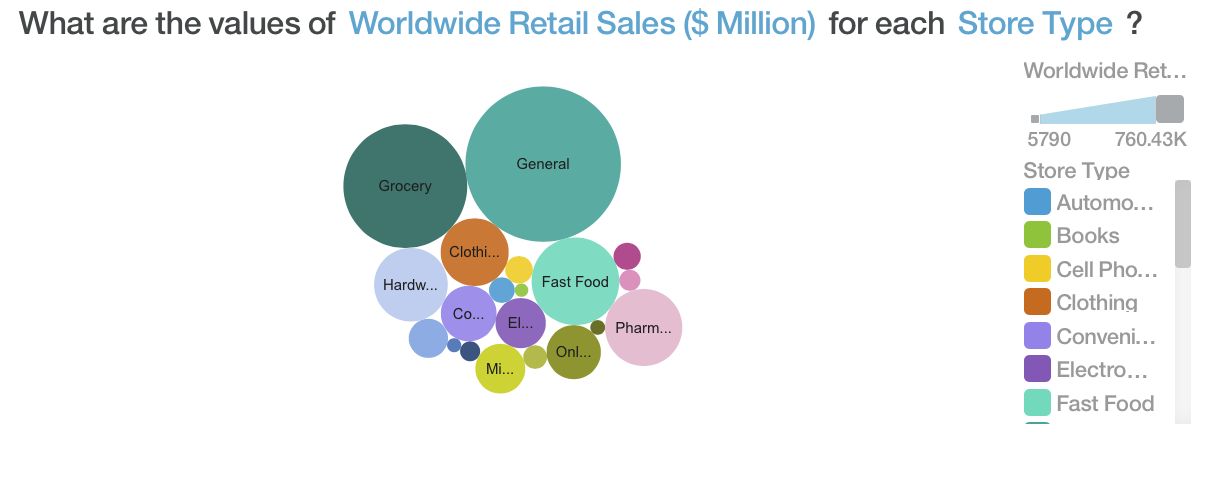 What are the values of Worldwide Retail Sales ($ Million) for each Store Type ?
Worldwide Ret...
5790 760.43K
Store Type
Automo...
Books
Cell Pho...
Clothing
Conveni...
Electro...
Fast Food
General
Grocery
Clothi...
Hardw...
Fast Food
Co...
El...
Pharm...
Onl...
Mi...